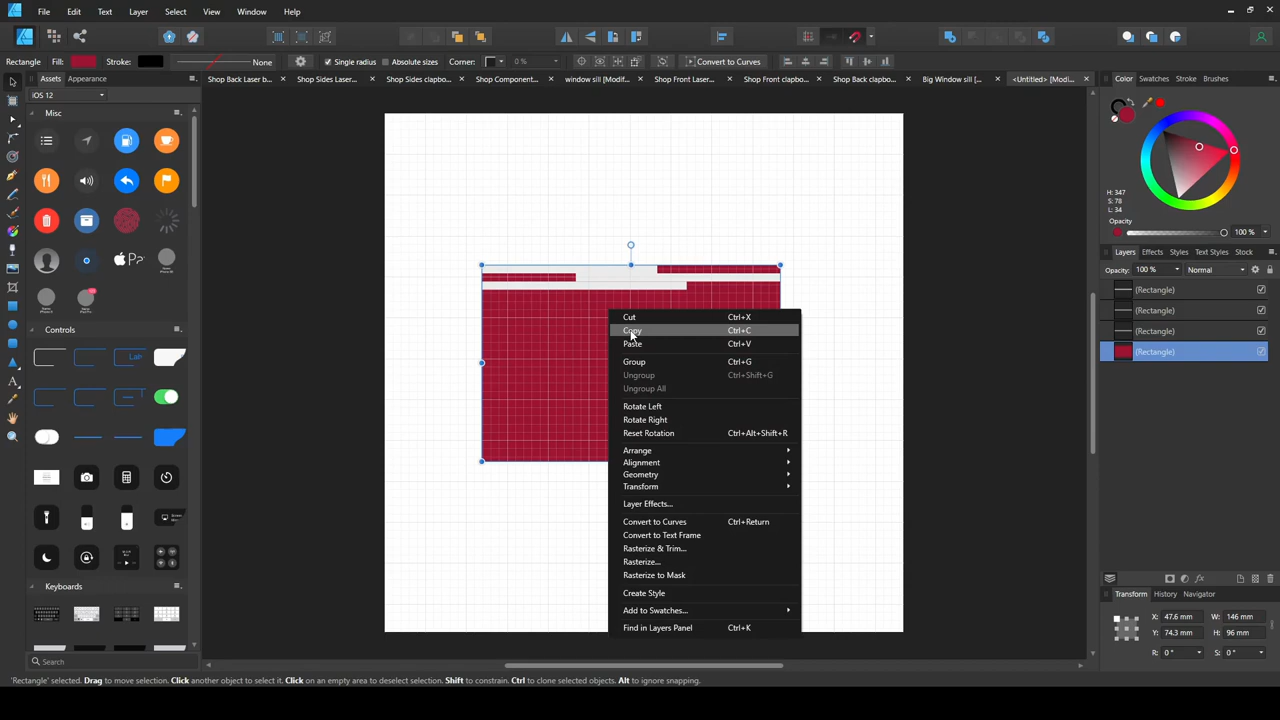 File Edit Text Layer Select View Window Help
Rectangle Fill: Stroke: None Single radius Absolute sizes Corner: 0 % Convert to Curves
Assets Appearance
Shop Back Laser b... Shop Sides Laser... Shop Sides clapbo... Shop Component... window sill [Modif... Shop Front Laser... Shop Front clapbo... Shop Back clapbo... Big Window sill [... <Untitled> [Modi...
Color Swatches Stroke Brushes
iOS 12
Misc
Pay
H: 347
S: 78
L: 34
Opacity
100 %
Layers Effects Styles Text Styles Stock
Opacity: 100 % Normal
(Rectangle)
(Rectangle)
(Rectangle)
(Rectangle)
Controls
Cut Ctrl+X
Copy Ctrl+C
Paste Ctrl+V
Group Ctrl+G
Ungroup Ctrl+Shift+G
Ungroup All
Rotate Left
Rotate Right
Reset Rotation Ctrl+Alt+Shift+R
Arrange
Alignment
Geometry
Transform
Layer Effects...
Convert to Curves Ctrl+Return
Convert to Text Frame
Rasterize & Trim...
Rasterize...
Rasterize to Mask
Create Style
Add to Swatches...
Find in Layers Panel Ctrl+K
Keyboards
Search
Transform History Navigator
X: 47.6 mm W: 146 mm
Y: 74.3 mm H: 96 mm
R: 0 ° S: 0 °
'Rectangle' selected. Drag to move selection. Click another object to select it. Click on an empty area to deselect selection. Shift to constrain. Ctrl to clone selected objects. Alt to ignore snapping.